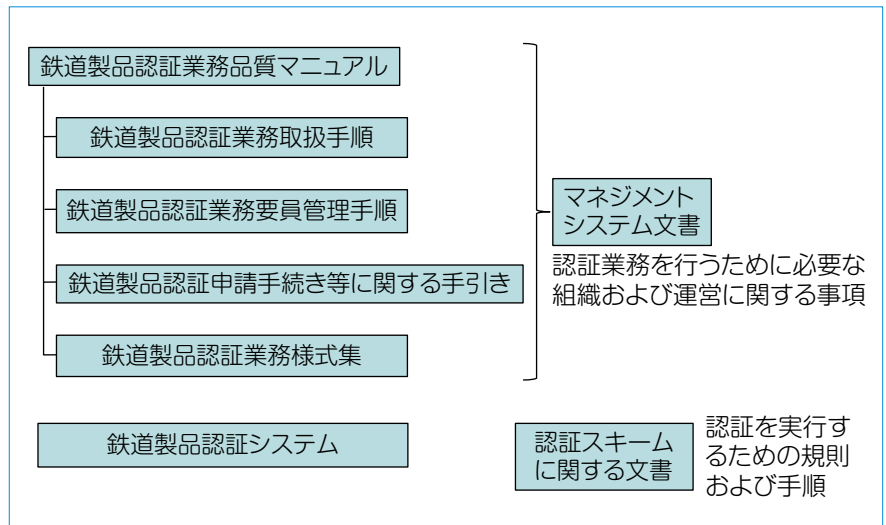 鉄道製品認証業務品質マニュアル
鉄道製品認証業務取扱手順
鉄道製品認証業務要員管理手順
鉄道製品認証申請手続き等に関する手引き
鉄道製品認証業務様式集
マネジメント
システム文書
認証業務を行うために必要な
組織および運営に関する事項
鉄道製品認証システム
認証スキーム
に関する文書
認証を実行す
るための規則
および手順